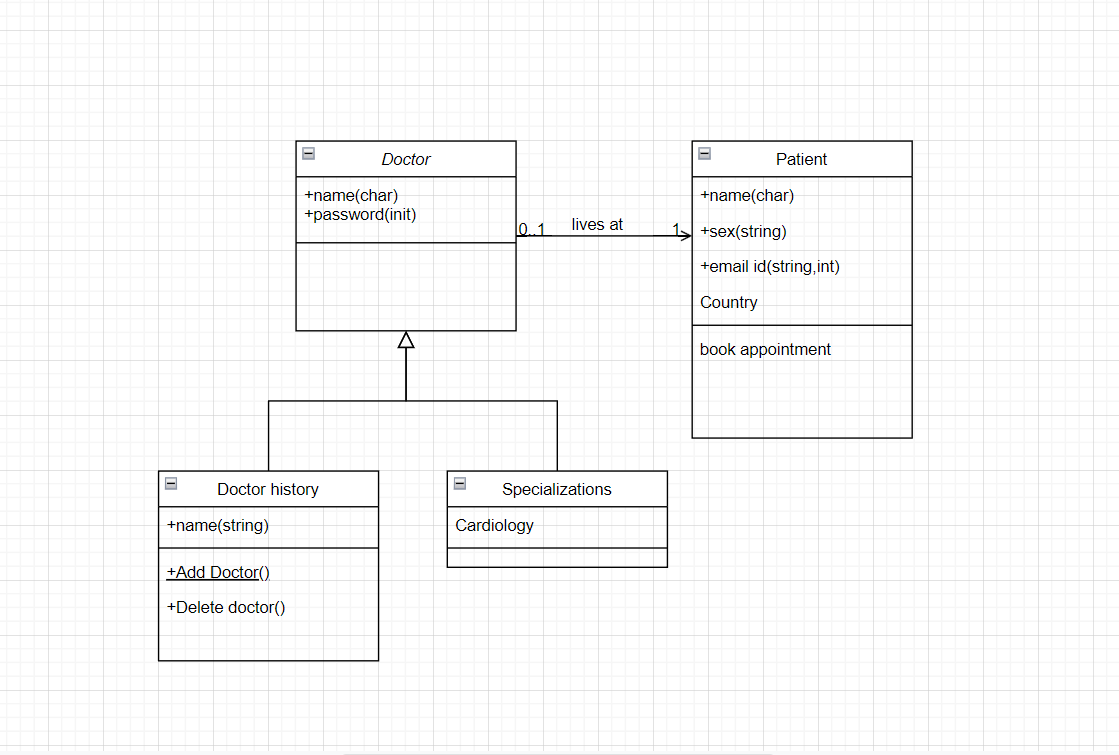 Doctor
+name(char)
+password(init)
0..1
lives at
1
Patient
+name(char)
+sex(string)
+email id(string,int)
Country
book appointment
Doctor history
+name(string)
+Add Doctor()
+Delete doctor()
Specializations
Cardiology